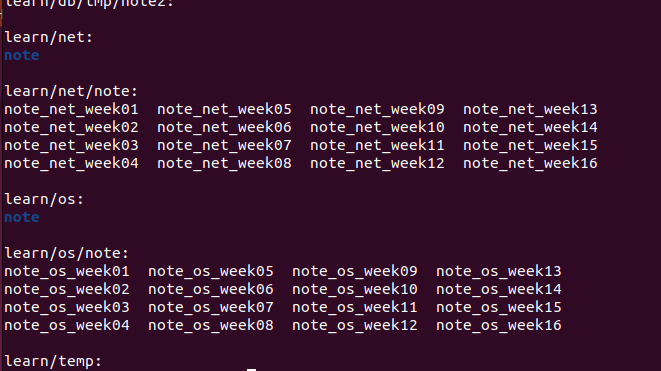 learn/db/tmp/note2:
learn/net:
note
learn/net/note:
note_net_week01 note_net_week05 note_net_week09 note_net_week13
note_net_week02 note_net_week06 note_net_week10 note_net_week14
note_net_week03 note_net_week07 note_net_week11 note_net_week15
note_net_week04 note_net_week08 note_net_week12 note_net_week16
learn/os:
note
learn/os/note:
note_os_week01 note_os_week05 note_os_week09 note_os_week13
note_os_week02 note_os_week06 note_os_week10 note_os_week14
note_os_week03 note_os_week07 note_os_week11 note_os_week15
note_os_week04 note_os_week08 note_os_week12 note_os_week16
learn/temp: